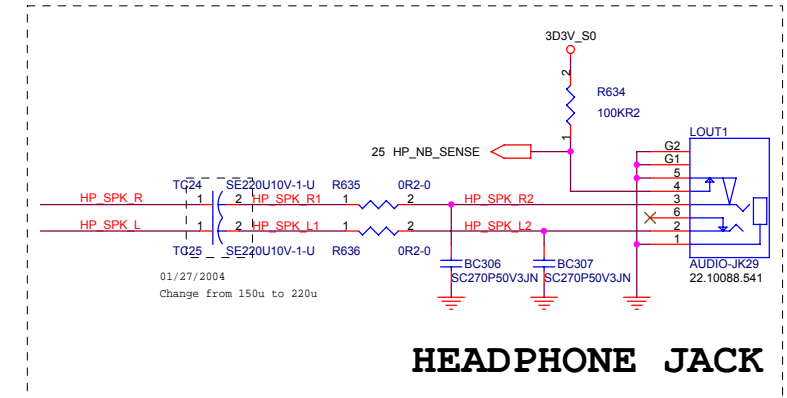 3D3V_S0
2
R634
100KR2
1
LOUT1
25 HP_NB_SENSE
G2
G1
5
4
3
6
2
1
TC24 SE220U10V-1-U R635 0R2-0
HP_SPK_R 1 2 HP_SPK_R1 1 2 HP_SPK_R2
HP_SPK_L 1 2 HP_SPK_L1 1 2 HP_SPK_L2
TC25 SE220U10V-1-U R636 0R2-0
BC306
SC270P50V3JN
BC307
SC270P50V3JN
AUDIO-JK29
22.10088.541
01/27/2004
Change from 150u to 220u
HEADPHONE JACK